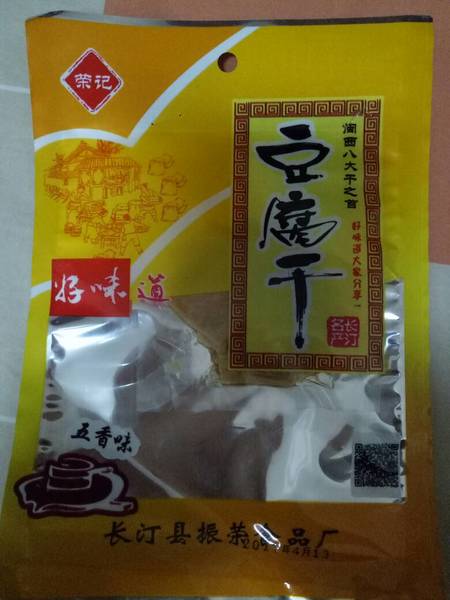 荣记
闽西八大干之首
豆腐干
好味道大家分享!
长汀
名产
好味道
五香味
长汀县振荣食品厂